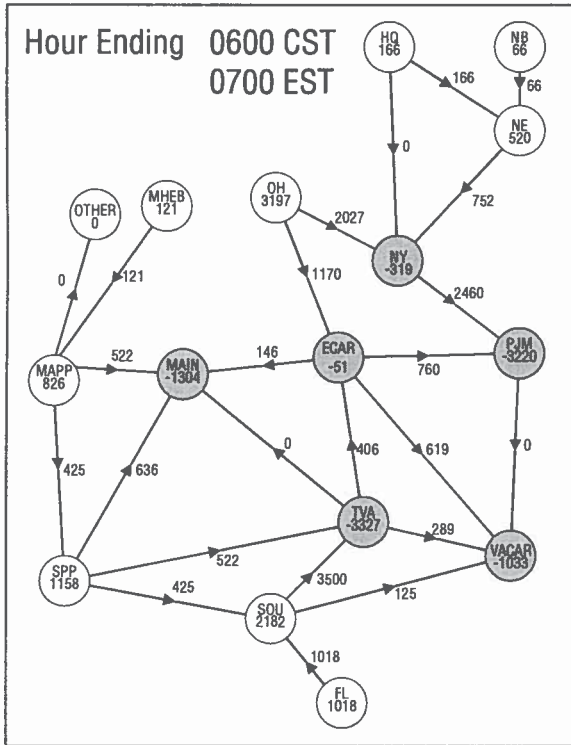 Hour Ending 0600 CST
0700 EST
HQ
166
NB
66
166
66
NE
520
0
752
OH
3197
2027
MHEB
121
OTHER
0
NY
-319
1170
2460
0
121
MAPP
826
522
MAIN
-1304
146
ECAR
-51
760
PJM
-3220
425
636
0
406
619
0
TVA
-3327
289
VACAR
-1033
SPP
1158
522
425
3500
125
SOU
2182
1018
FL
1018